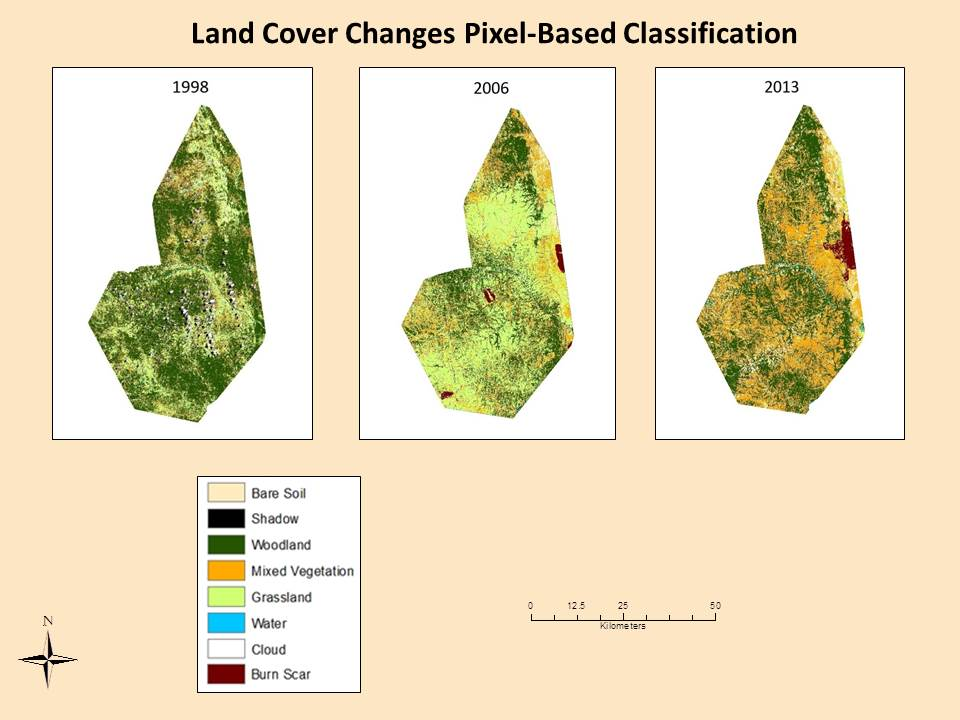 Land Cover Changes Pixel-Based Classification
1998
2006
2013
Bare Soil
Shadow
Woodland
Mixed Vegetation
Grassland
Water
Cloud
Burn Scar
N
0 12.5 25 50
Kilometers